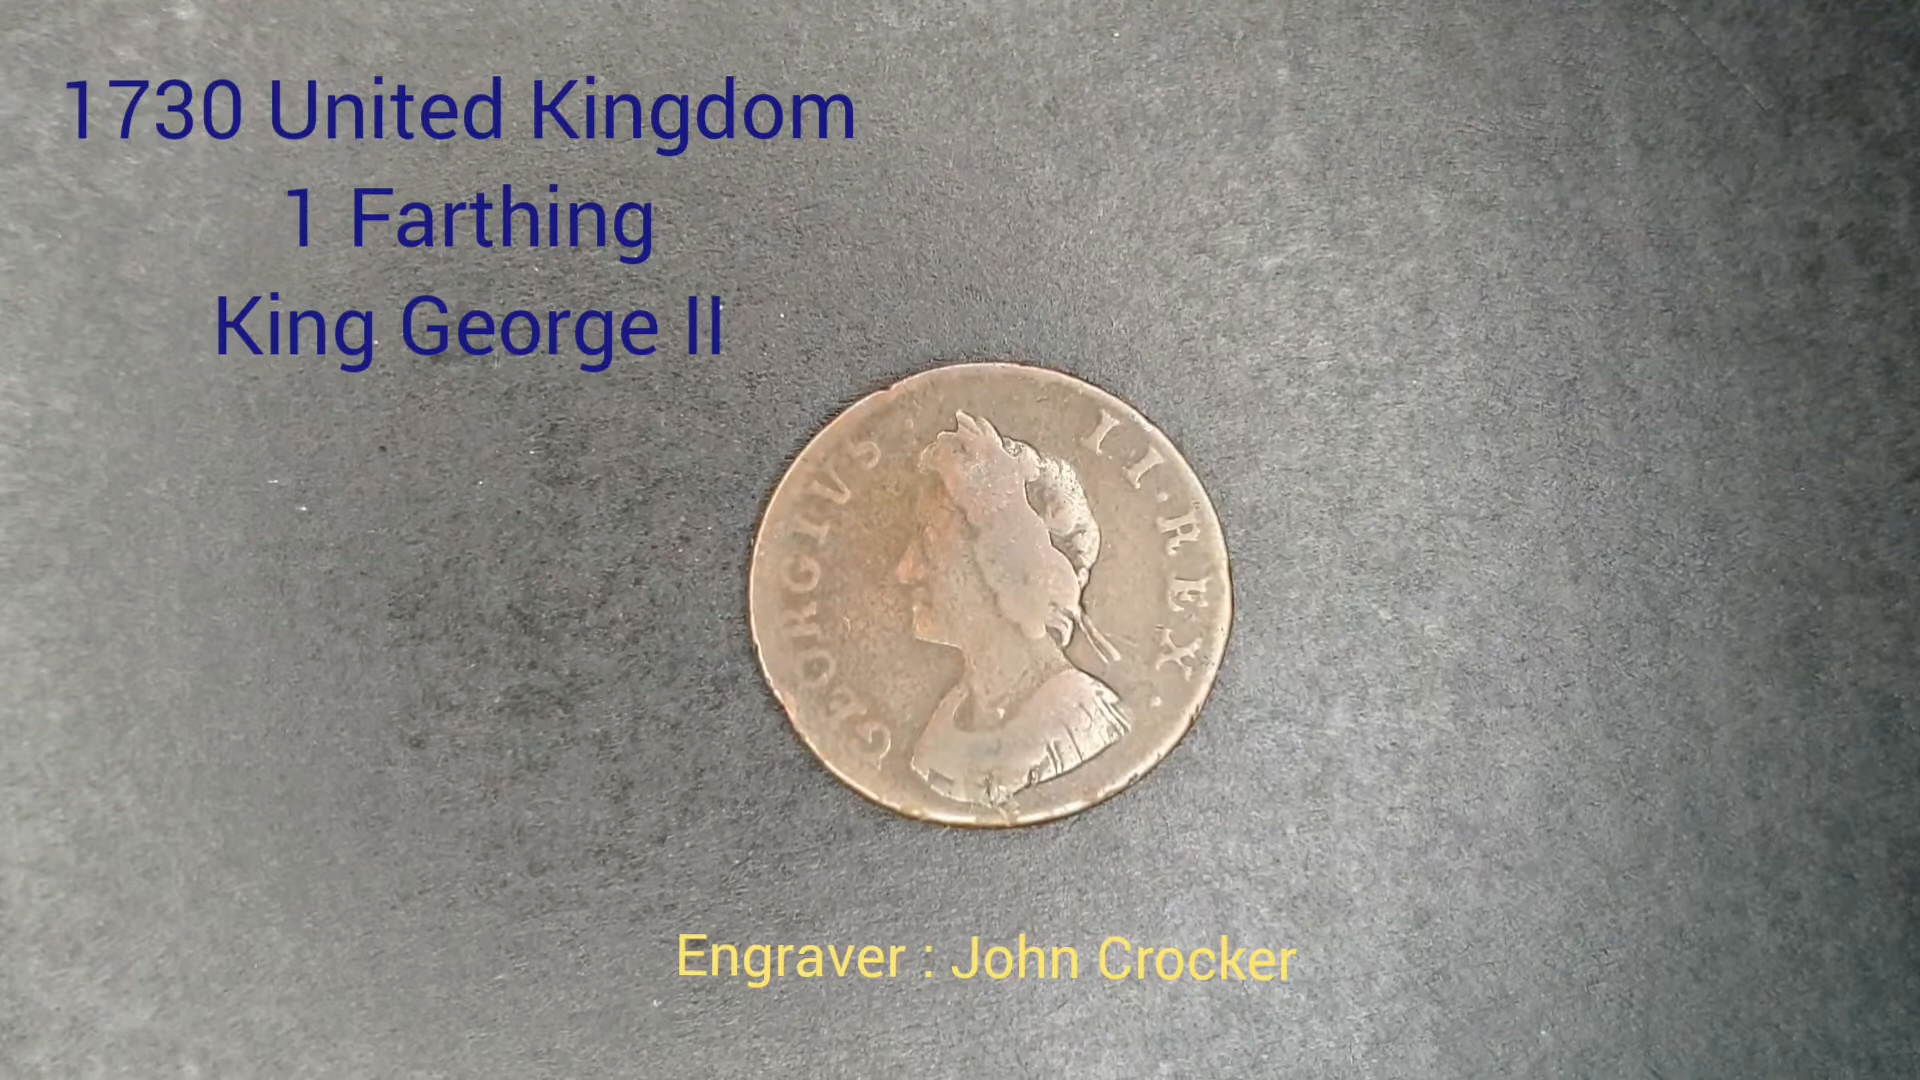 1730 United Kingdom
1 Farthing
King George II
GEORGIVS II·REX·
Engraver : John Crocker